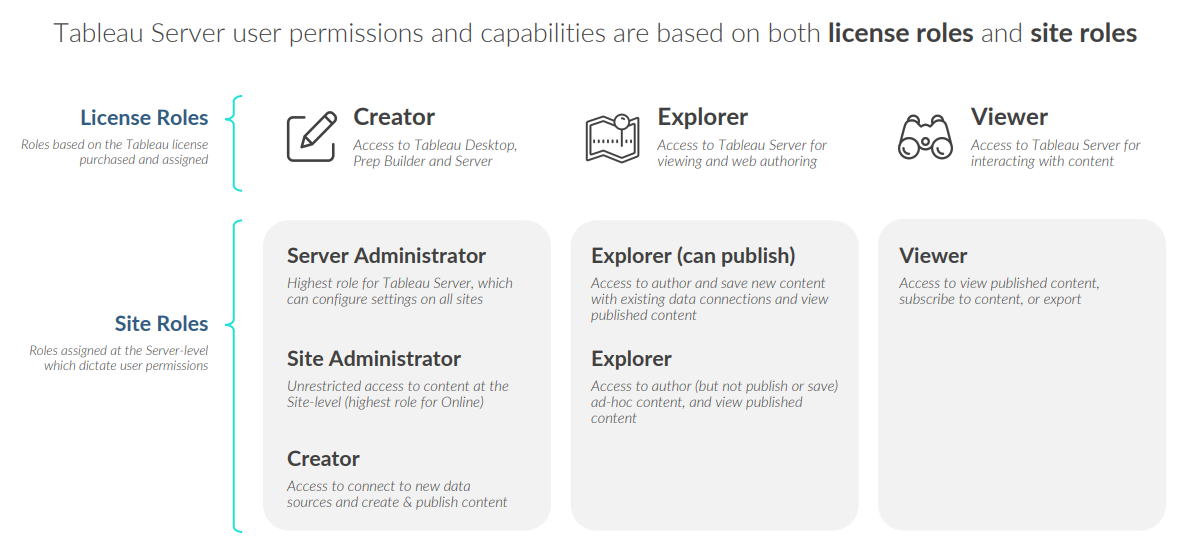 Tableau Server user permissions and capabilities are based on both license roles and site roles
License Roles
Roles based on the Tableau license
purchased and assigned
Creator
Access to Tableau Desktop,
Prep Builder and Server
Explorer
Access to Tableau Server for
viewing and web authoring
Viewer
Access to Tableau Server for
interacting with content
Site Roles
Roles assigned at the Server-level
which dictate user permissions
Server Administrator
Highest role for Tableau Server, which
can configure settings on all sites
Site Administrator
Unrestricted access to content at the
Site-level (highest role for Online)
Creator
Access to connect to new data
sources and create & publish content
Explorer (can publish)
Access to author and save new content
with existing data connections and view
published content
Explorer
Access to author (but not publish or save)
ad-hoc content, and view published
content
Viewer
Access to view published content,
subscribe to content, or export